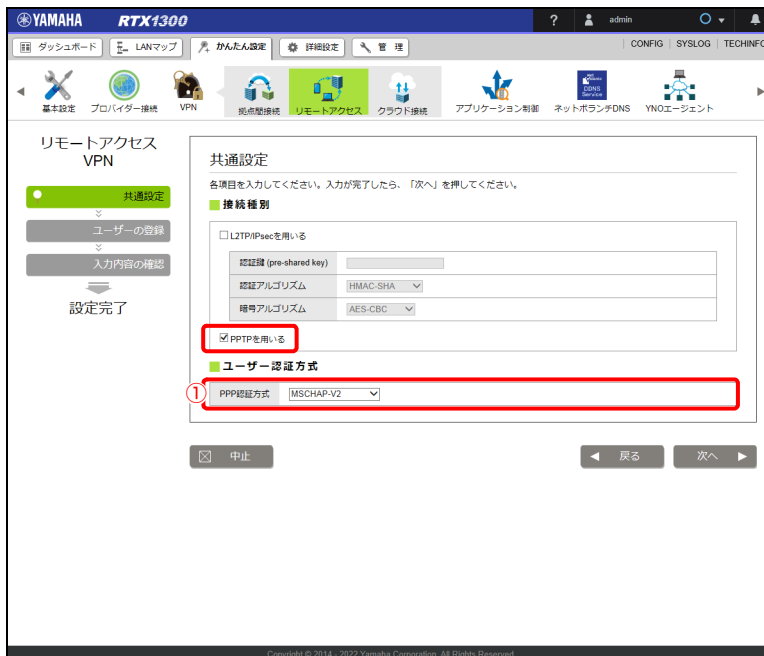 YAMAHA RTX1300 ? admin
ダッシュボード LANマップ かんたん設定 詳細設定 管 理 CONFIG SYSLOG TECHINFO
基本設定 プロバイダー接続 VPN 拠点間接続 リモートアクセス クラウド接続 アプリケーション制御 ネットボランチDNS YNOエージェント
DDNS
Service
リモートアクセス
VPN
共通設定
ユーザーの登録
入力内容の確認
設定完了
共通設定
各項目を入力してください。入力が完了したら、「次へ」を押してください。
接続種別
L2TP/IPsecを用いる
認証鍵 (pre-shared key)
認証アルゴリズム HMAC-SHA
暗号アルゴリズム AES-CBC
PPTPを用いる
ユーザー認証方式
① PPP認証方式 MSCHAP-V2
中止 戻る 次へ
Copyright © 2014 - 2022 Yamaha Corporation. All Rights Reserved.